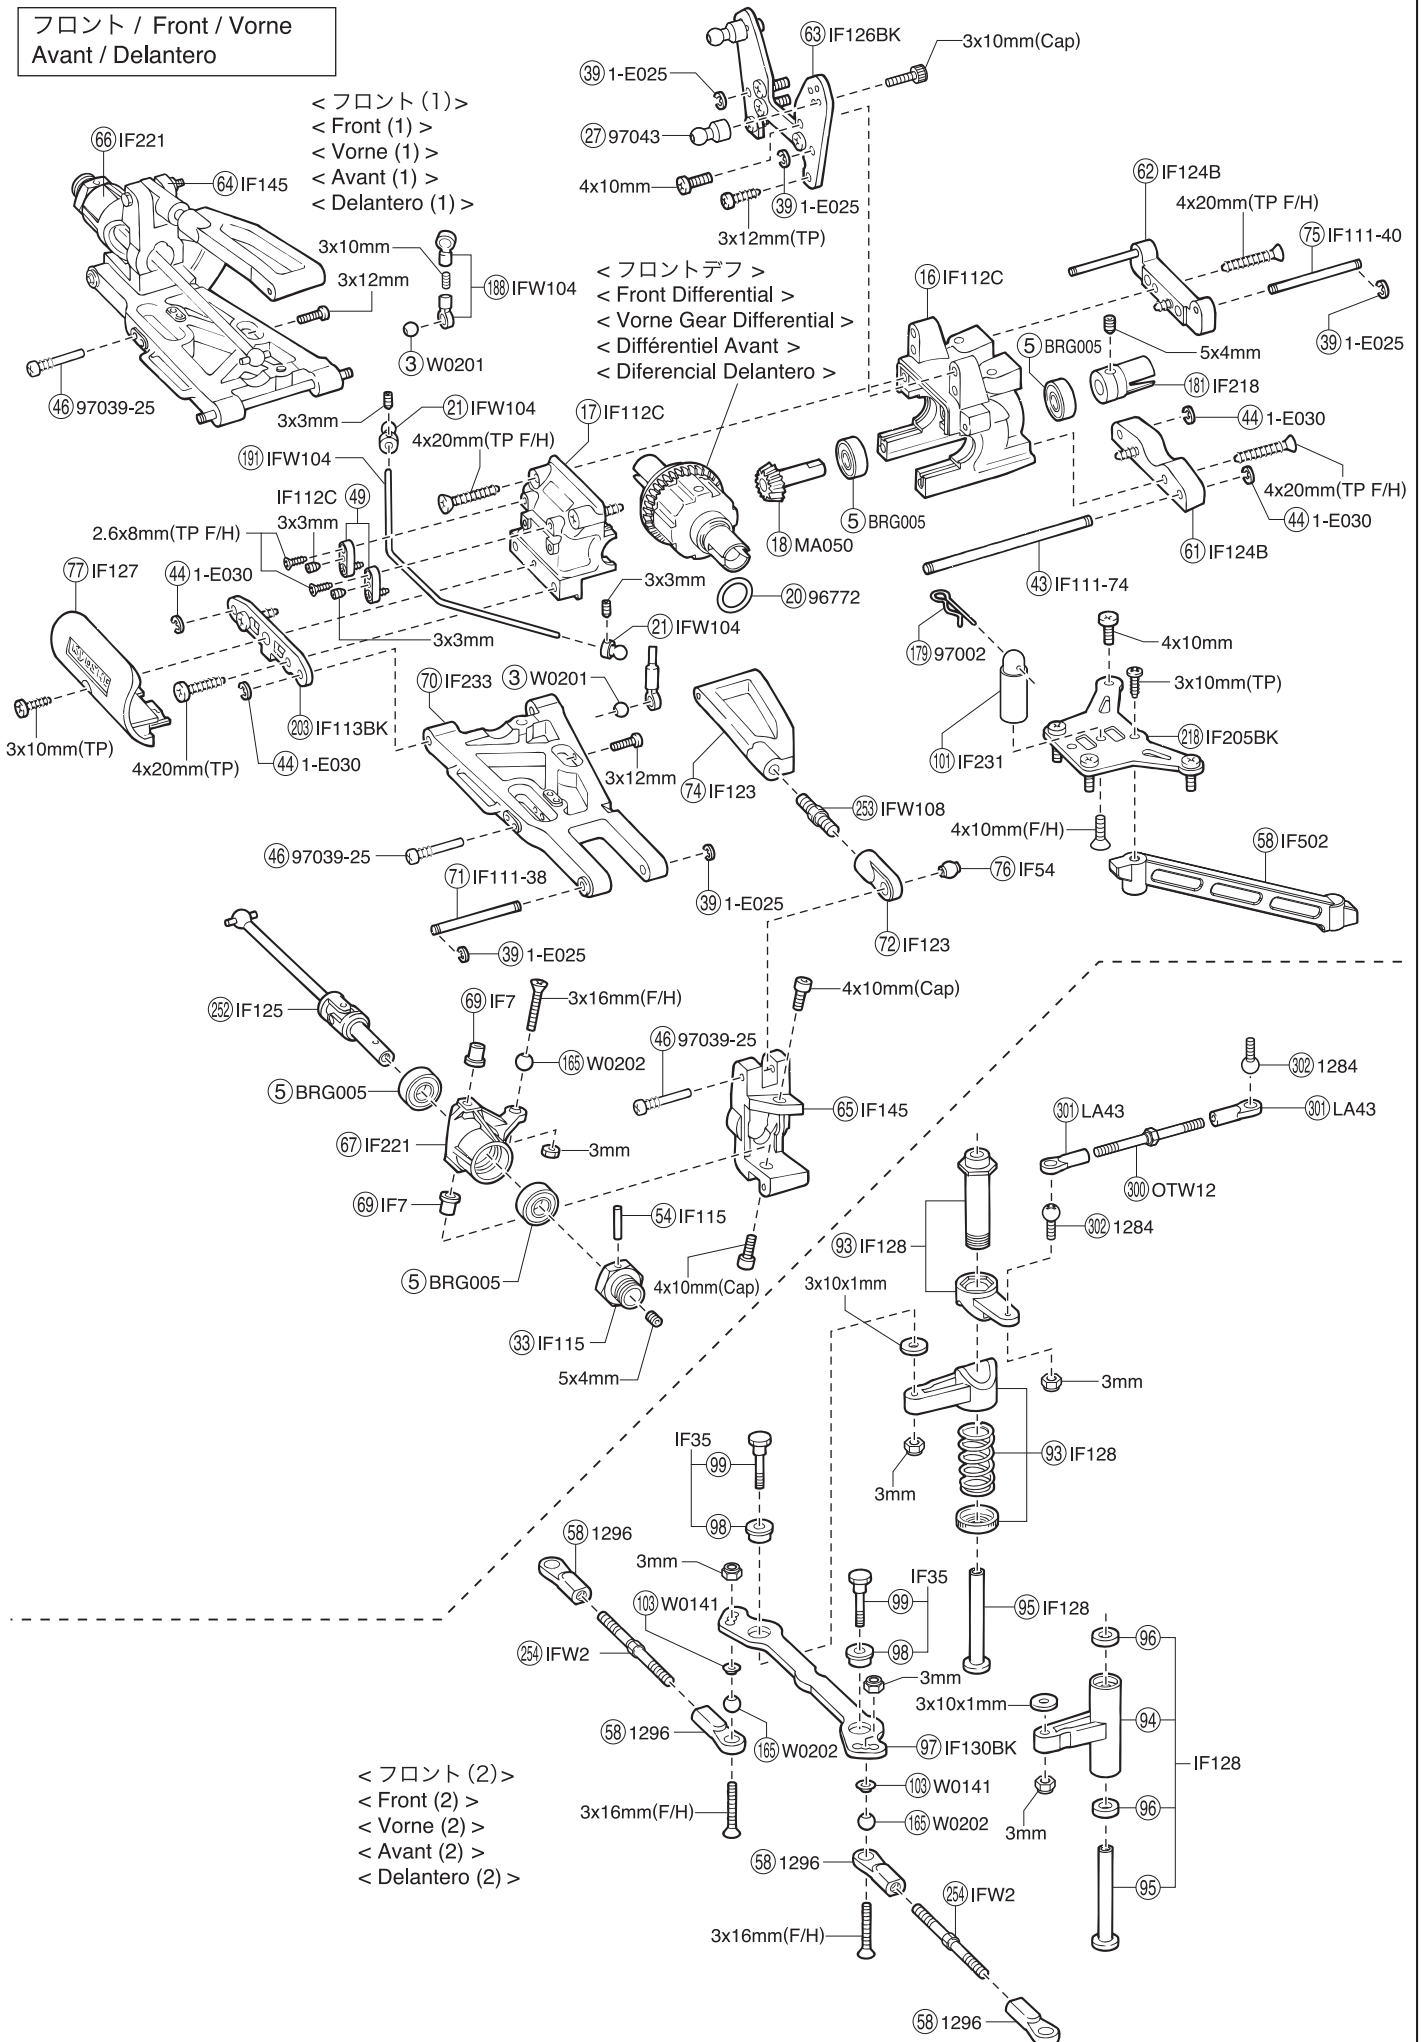 フロント / Front / Vorne
Avant / Delantero
< フロント (1) >
< Front (1) >
< Vorne (1) >
< Avant (1) >
< Delantero (1) >
66 IF221
64 IF145
3x12mm
46 97039-25
3x10mm
188 IFW104
3 W0201
39 1-E025
27 97043
4x10mm
3x12mm(TP)
39 1-E025
63 IF126BK
3x10mm(Cap)
< フロントデフ >
< Front Differential >
< Vorne Gear Differential >
< Différentiel Avant >
< Diferencial Delantero >
62 IF124B
4x20mm(TP F/H)
75 IF111-40
39 1-E025
16 IF112C
5 BRG005
5x4mm
181 IF218
44 1-E030
4x20mm(TP F/H)
44 1-E030
61 IF124B
43 IF111-74
3x3mm
21 IFW104
191 IFW104
17 IF112C
4x20mm(TP F/H)
5 BRG005
18 MA050
20 96772
IF112C
49
3x3mm
2.6x8mm(TP F/H)
77 IF127
44 1-E030
3x3mm
3x3mm
21 IFW104
3x10mm(TP)
4x20mm(TP)
203 IF113BK
44 1-E030
70 IF233
3 W0201
3x12mm
74 IF123
253 IFW108
76 IF54
72 IF123
179 97002
101 IF231
4x10mm
3x10mm(TP)
218 IF205BK
4x10mm(F/H)
58 IF502
46 97039-25
71 IF111-38
39 1-E025
39 1-E025
252 IF125
69 IF7
3x16mm(F/H)
165 W0202
5 BRG005
67 IF221
3mm
69 IF7
5 BRG005
54 IF115
33 IF115
5x4mm
46 97039-25
4x10mm(Cap)
65 IF145
4x10mm(Cap)
302 1284
301 LA43
301 LA43
300 OTW12
302 1284
93 IF128
3x10x1mm
3mm
3mm
93 IF128
95 IF128
IF35
99
98
58 1296
3mm
103 W0141
254 IFW2
58 1296
165 W0202
3x16mm(F/H)
IF35
99
98
3mm
97 IF130BK
103 W0141
165 W0202
58 1296
3x16mm(F/H)
254 IFW2
58 1296
96
3x10x1mm
94
IF128
96
3mm
95
< フロント (2) >
< Front (2) >
< Vorne (2) >
< Avant (2) >
< Delantero (2) >